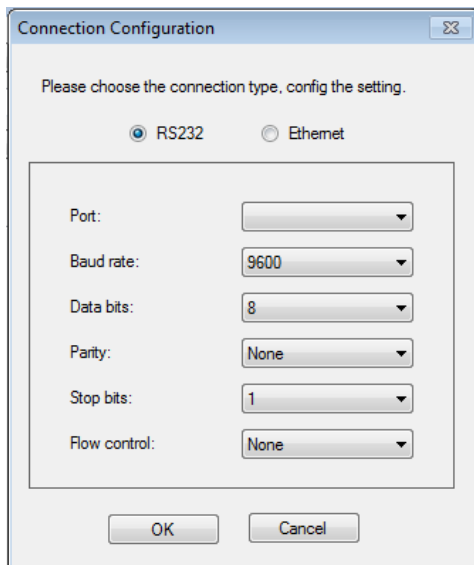 Connection Configuration
Please choose the connection type, config the setting.
RS232 Ethernet
Port:
Baud rate: 9600
Data bits: 8
Parity: None
Stop bits: 1
Flow control: None
OK Cancel